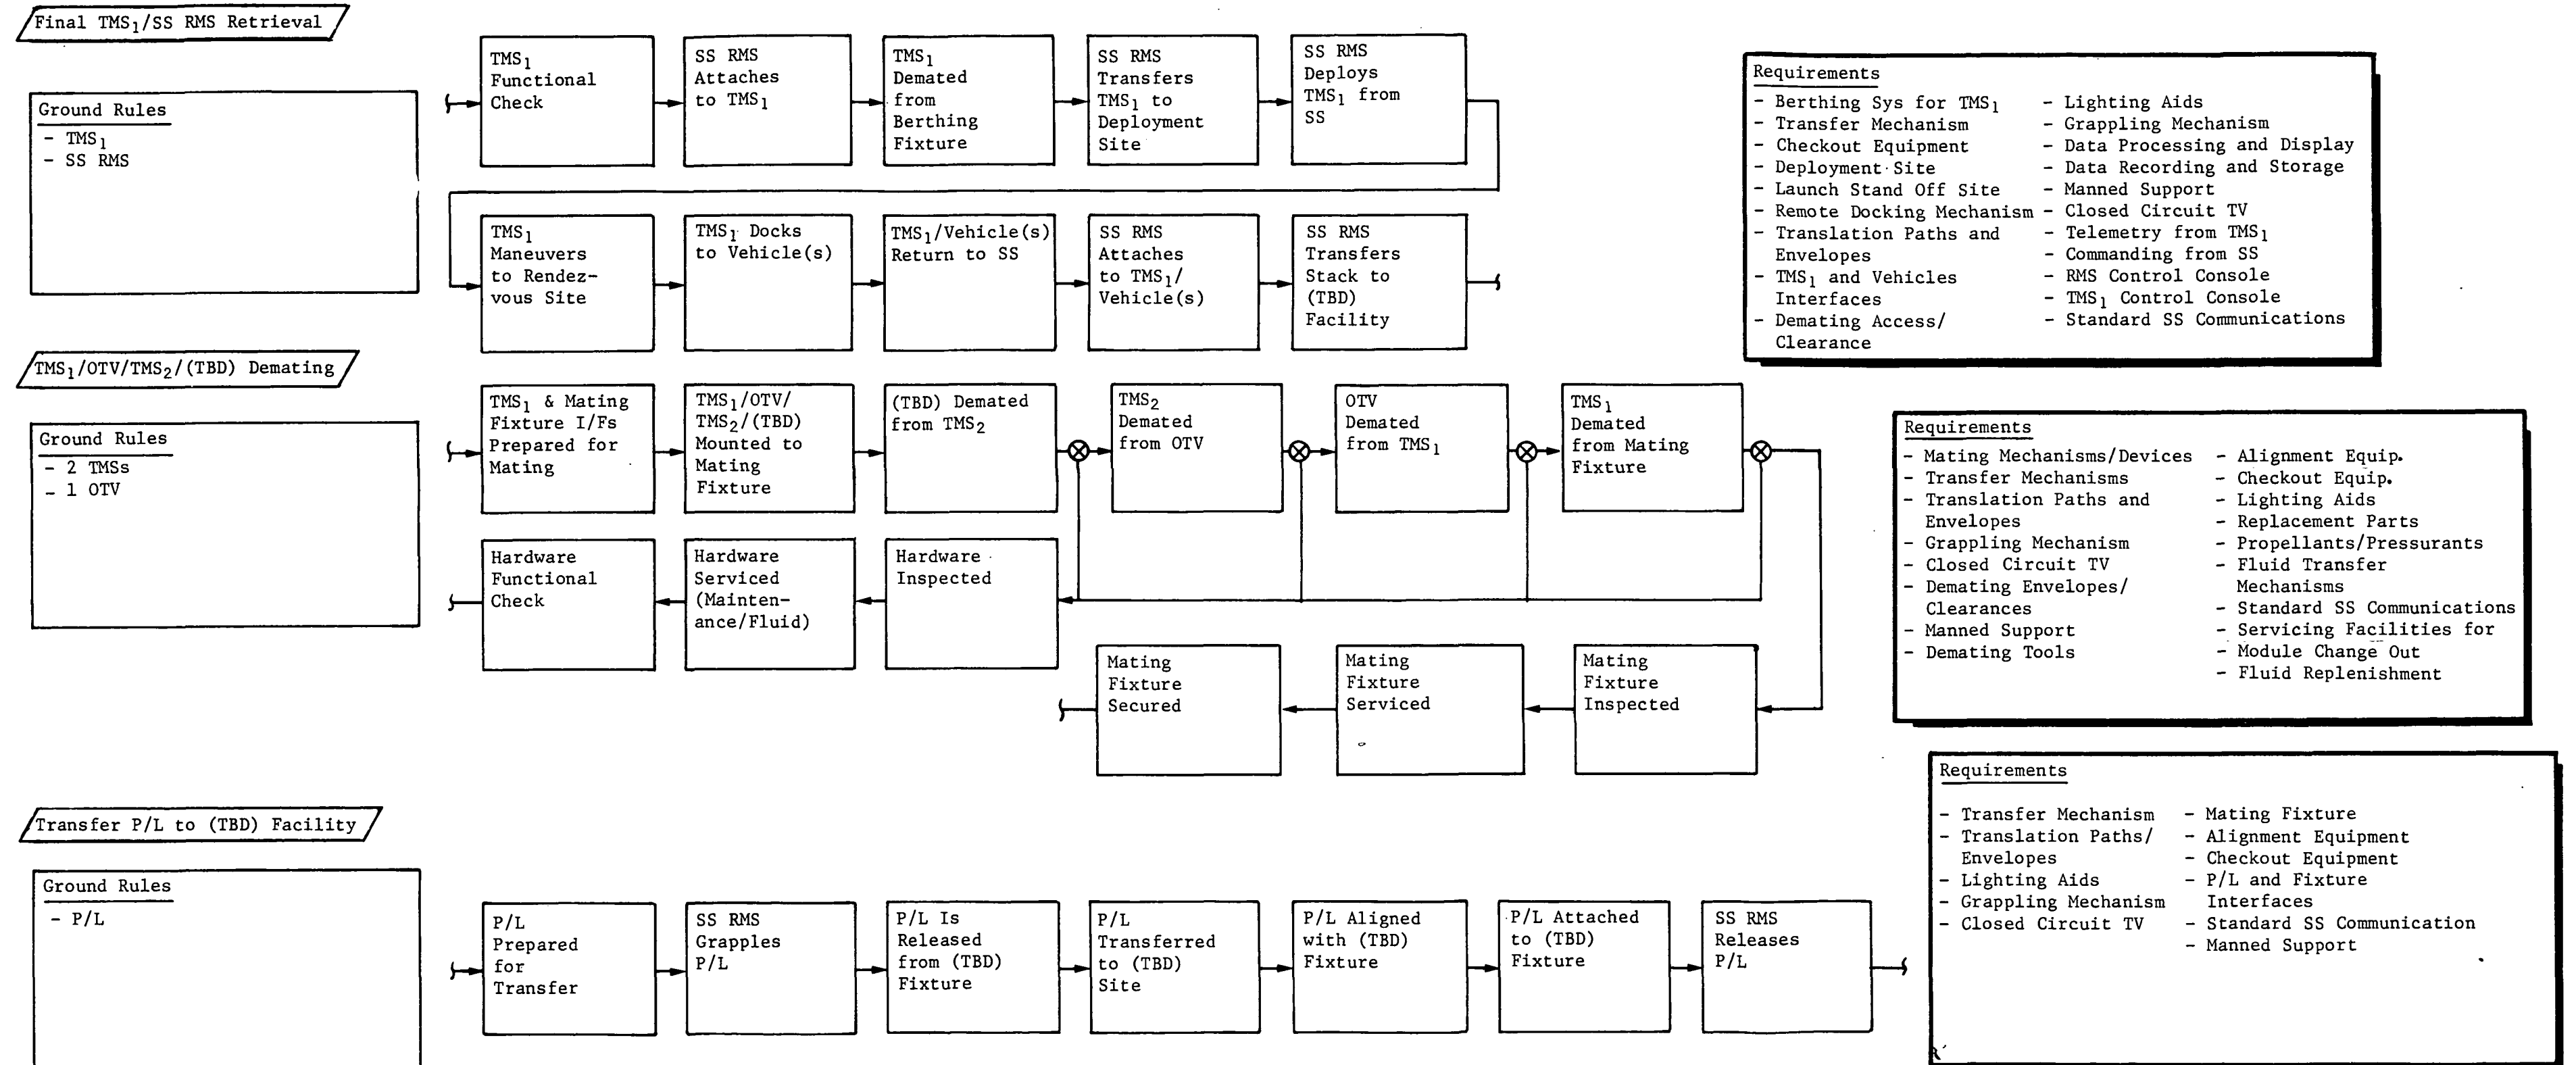 Final TMS1/SS RMS Retrieval
Ground Rules
- TMS1
- SS RMS
TMS1
Functional
Check
SS RMS
Attaches
to TMS1
TMS1
Demated
from
Berthing
Fixture
SS RMS
Transfers
TMS1 to
Deployment
Site
SS RMS
Deploys
TMS1 from
SS
TMS1
Maneuvers
to Rendez-
vous Site
TMS1 Docks
to Vehicle(s)
TMS1/Vehicle(s)
Return to SS
SS RMS
Attaches
to TMS1/
Vehicle(s)
SS RMS
Transfers
Stack to
(TBD)
Facility
Requirements
- Berthing Sys for TMS1
- Transfer Mechanism
- Checkout Equipment
- Deployment Site
- Launch Stand Off Site
- Remote Docking Mechanism
- Translation Paths and
Envelopes
- TMS1 and Vehicles
Interfaces
- Demating Access/
Clearance
- Lighting Aids
- Grappling Mechanism
- Data Processing and Display
- Data Recording and Storage
- Manned Support
- Closed Circuit TV
- Telemetry from TMS1
- Commanding from SS
- RMS Control Console
- TMS1 Control Console
- Standard SS Communications
TMS1/OTV/TMS2/(TBD) Demating
Ground Rules
- 2 TMSs
- 1 OTV
TMS1 & Mating
Fixture I/Fs
Prepared for
Mating
TMS1/OTV/
TMS2/(TBD)
Mounted to
Mating
Fixture
(TBD) Demated
from TMS2
TMS2
Demated
from OTV
OTV
Demated
from TMS1
TMS1
Demated
from Mating
Fixture
Hardware
Functional
Check
Hardware
Serviced
(Mainten-
ance/Fluid)
Hardware
Inspected
Mating
Fixture
Secured
Mating
Fixture
Serviced
Mating
Fixture
Inspected
Requirements
- Mating Mechanisms/Devices
- Transfer Mechanisms
- Translation Paths and
Envelopes
- Grappling Mechanism
- Closed Circuit TV
- Demating Envelopes/
Clearances
- Manned Support
- Demating Tools
- Alignment Equip.
- Checkout Equip.
- Lighting Aids
- Replacement Parts
- Propellants/Pressurants
- Fluid Transfer
Mechanisms
- Standard SS Communications
- Servicing Facilities for
- Module Change Out
- Fluid Replenishment
Transfer P/L to (TBD) Facility
Ground Rules
- P/L
P/L
Prepared
for
Transfer
SS RMS
Grapples
P/L
P/L Is
Released
from (TBD)
Fixture
P/L
Transferred
to (TBD)
Site
P/L Aligned
with (TBD)
Fixture
P/L Attached
to (TBD)
Fixture
SS RMS
Releases
P/L
Requirements
- Transfer Mechanism
- Translation Paths/
Envelopes
- Lighting Aids
- Grappling Mechanism
- Closed Circuit TV
- Mating Fixture
- Alignment Equipment
- Checkout Equipment
- P/L and Fixture
Interfaces
- Standard SS Communication
- Manned Support